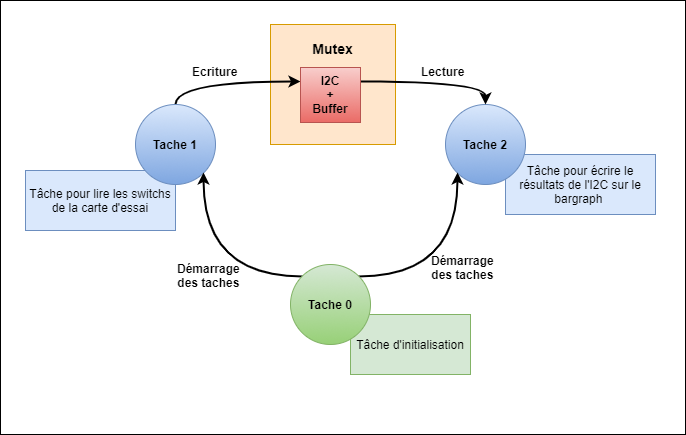 Mutex
Ecriture
I2C
+
Buffer
Lecture
Tache 1
Tache 2
Tâche pour lire les switchs
de la carte d'essai
Tâche pour écrire le
résultats de l'I2C sur le
bargraph
Démarrage
des taches
Démarrage
des taches
Tache 0
Tâche d'initialisation